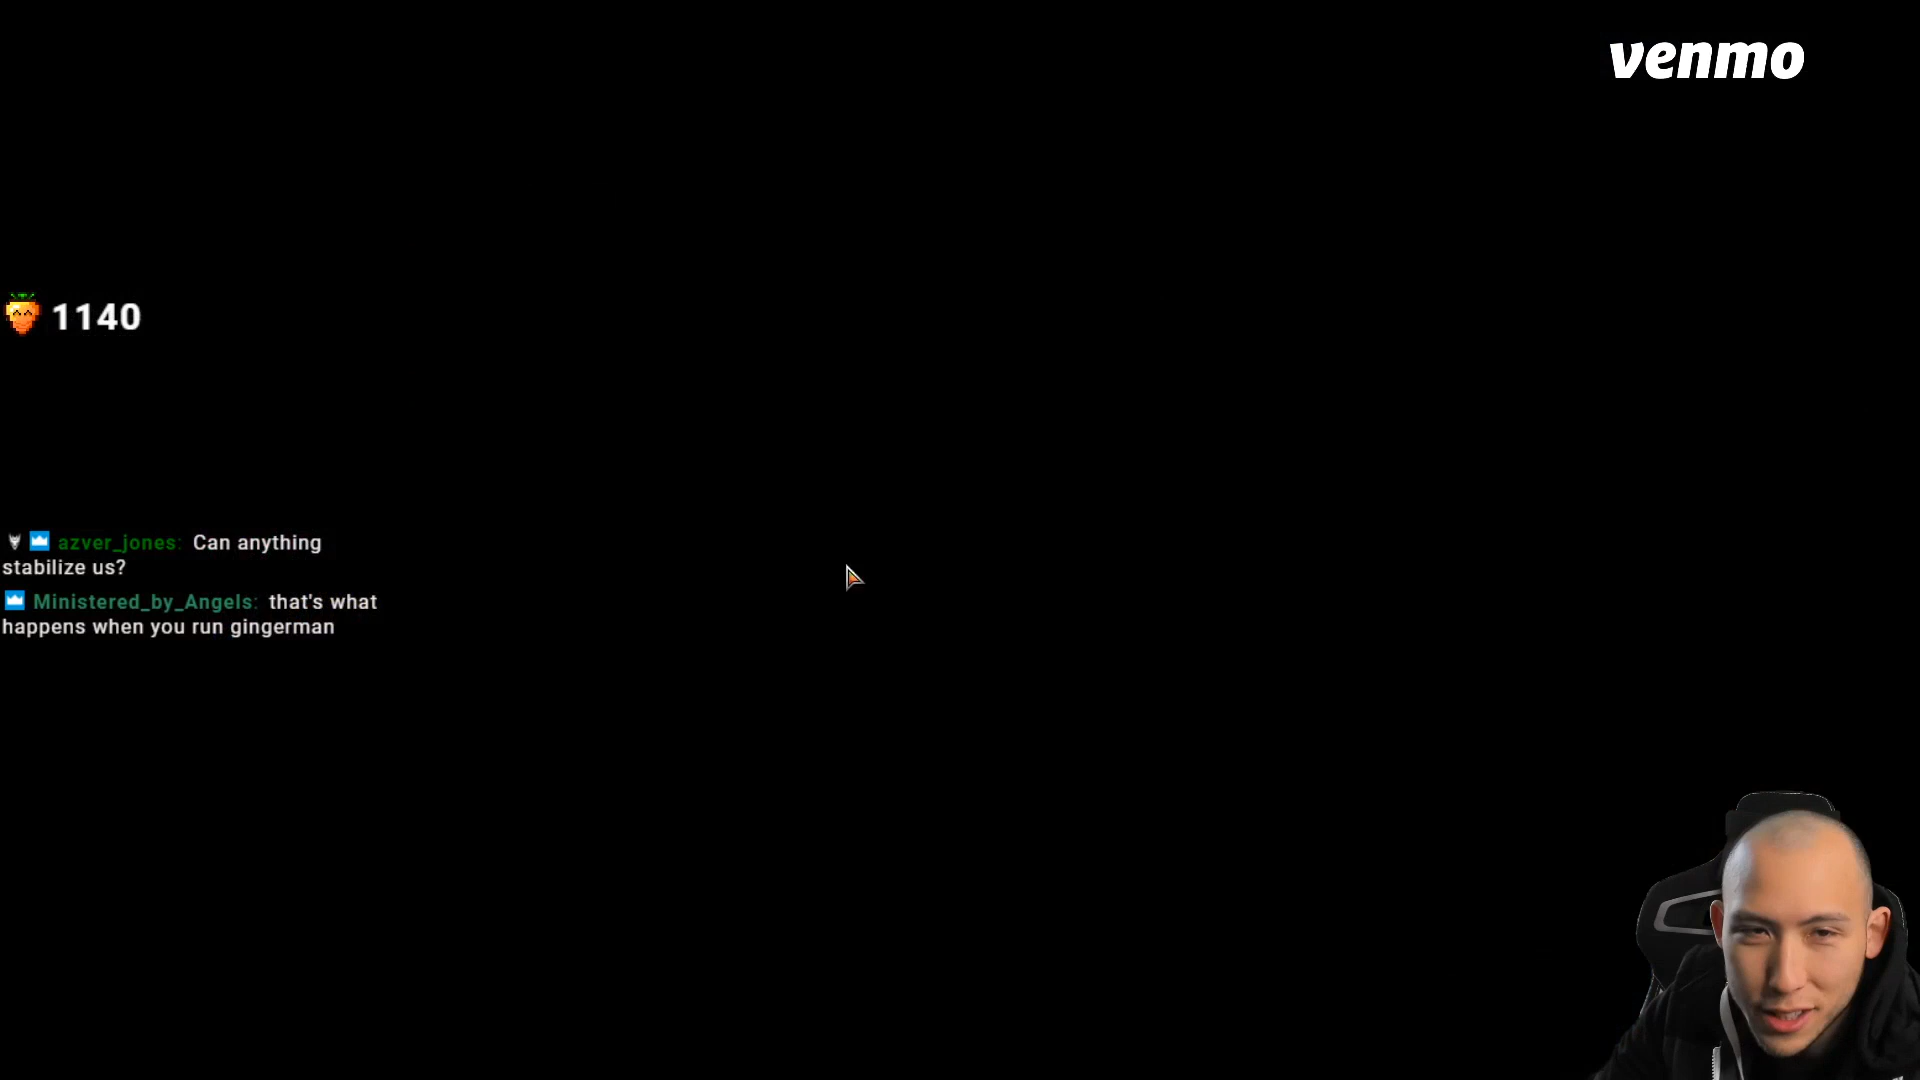 venmo
1140
azver_jones: Can anything
stabilize us?
Ministered_by_Angels: that's what
happens when you run gingerman